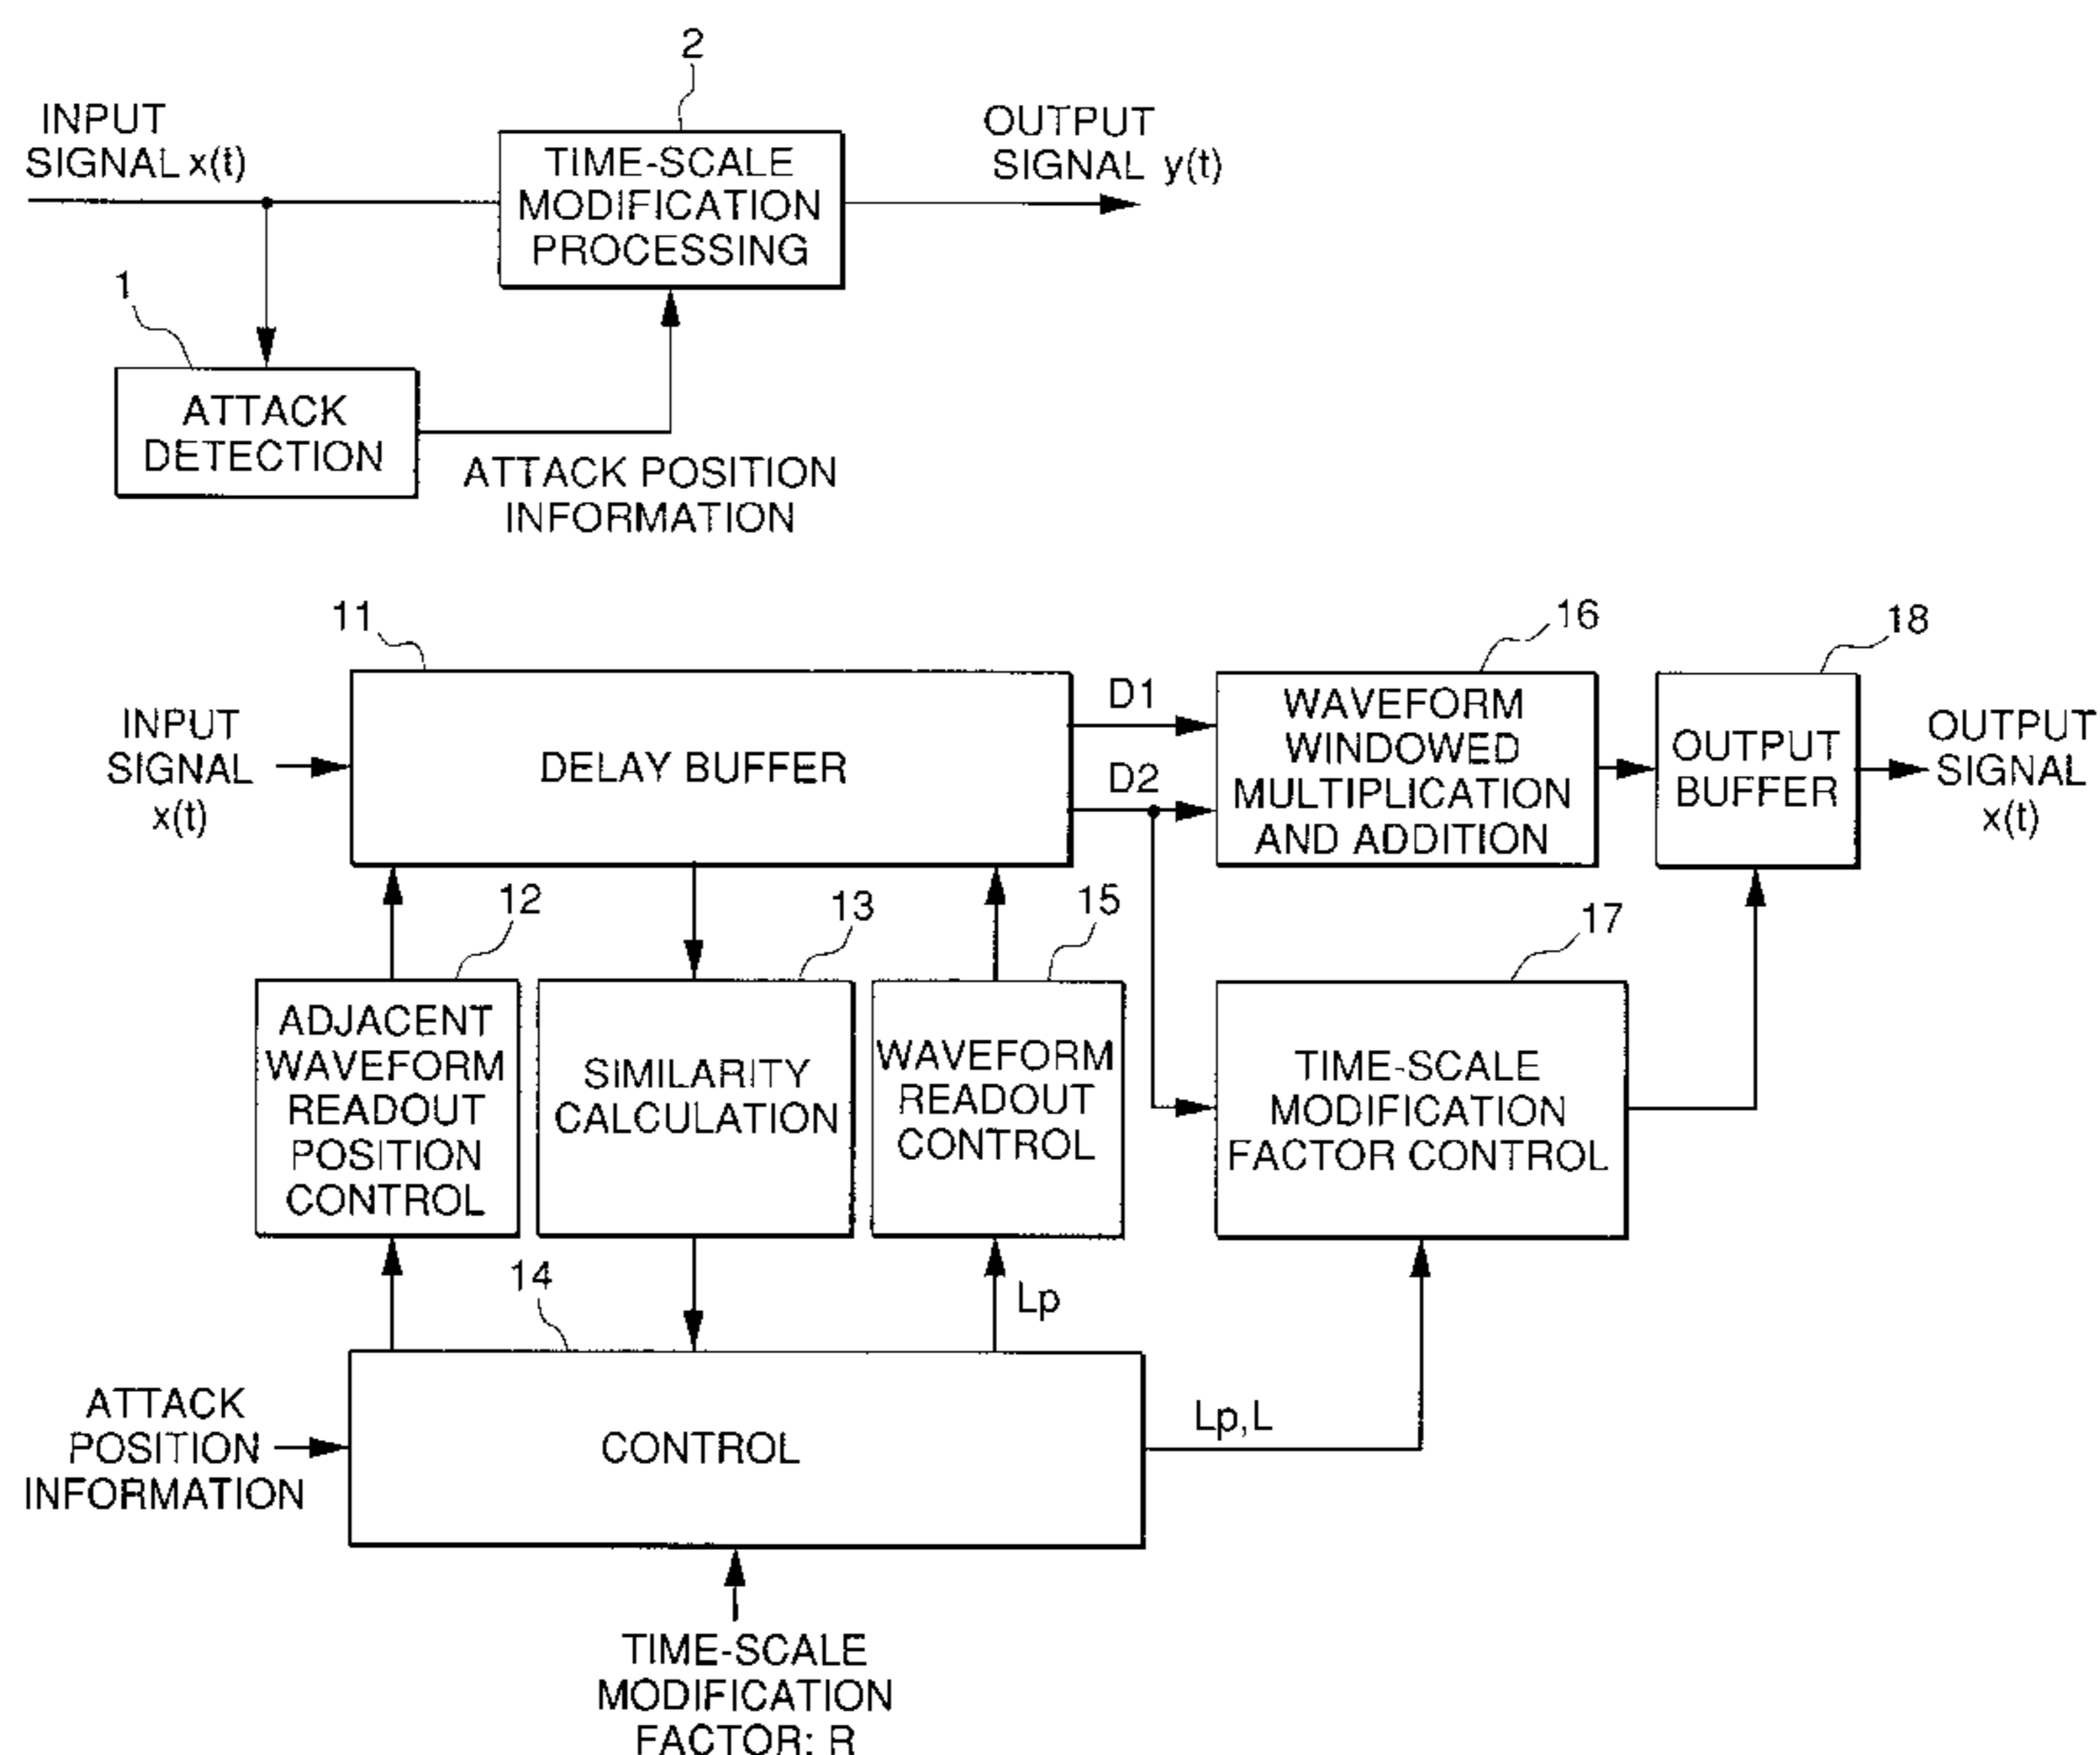 2
INPUT
SIGNAL x(t)
TIME-SCALE
MODIFICATION
PROCESSING
OUTPUT
SIGNAL y(t)
1
ATTACK
DETECTION
ATTACK POSITION
INFORMATION
11
16
18
INPUT
SIGNAL
x(t)
DELAY BUFFER
D1
D2
WAVEFORM
WINDOWED
MULTIPLICATION
AND ADDITION
OUTPUT
BUFFER
OUTPUT
SIGNAL
x(t)
12
13
15
17
ADJACENT
WAVEFORM
READOUT
POSITION
CONTROL
SIMILARITY
CALCULATION
WAVEFORM
READOUT
CONTROL
TIME-SCALE
MODIFICATION
FACTOR CONTROL
14
Lp
ATTACK
POSITION
INFORMATION
CONTROL
Lp,L
TIME-SCALE
MODIFICATION
FACTOR: R